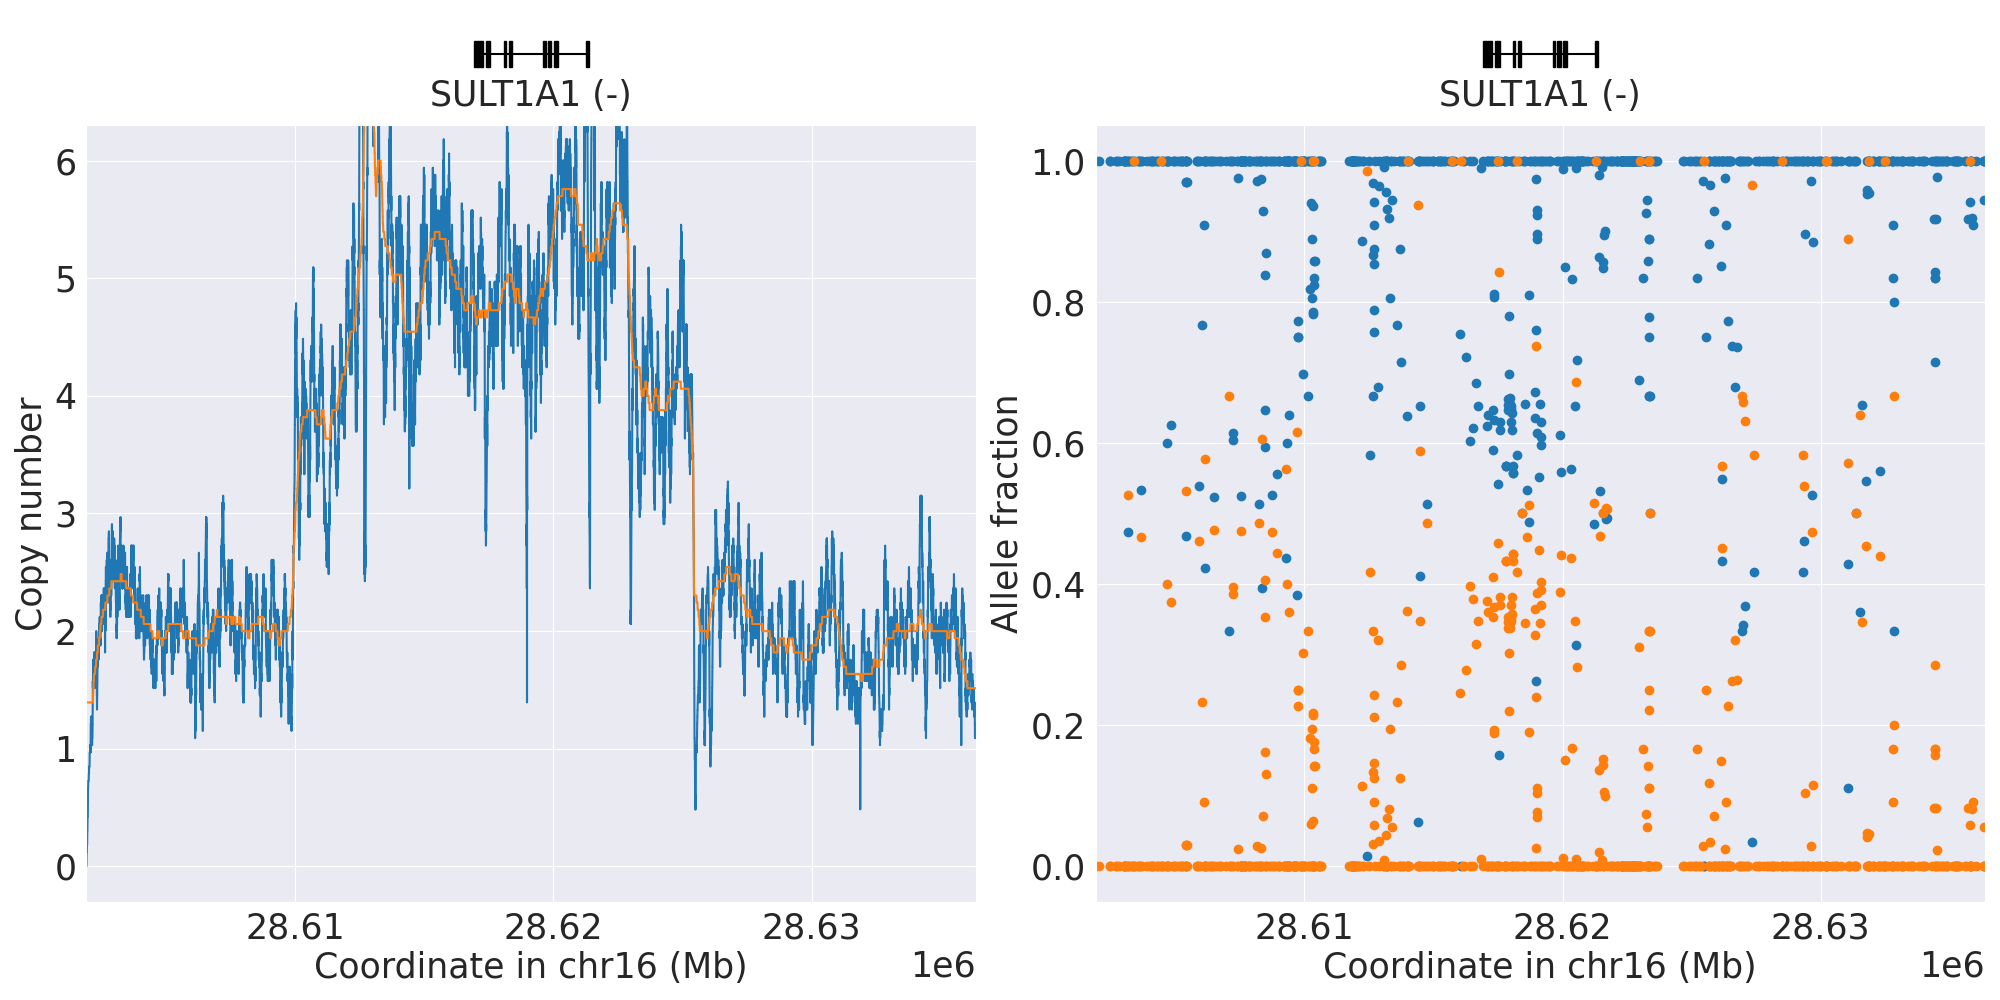 SULT1A1 (-)
Copy number
6
5
4
3
2
1
0
28.61
28.62
28.63
Coordinate in chr16 (Mb)
1e6
SULT1A1 (-)
Allele fraction
1.0
0.8
0.6
0.4
0.2
0.0
28.61
28.62
28.63
Coordinate in chr16 (Mb)
1e6